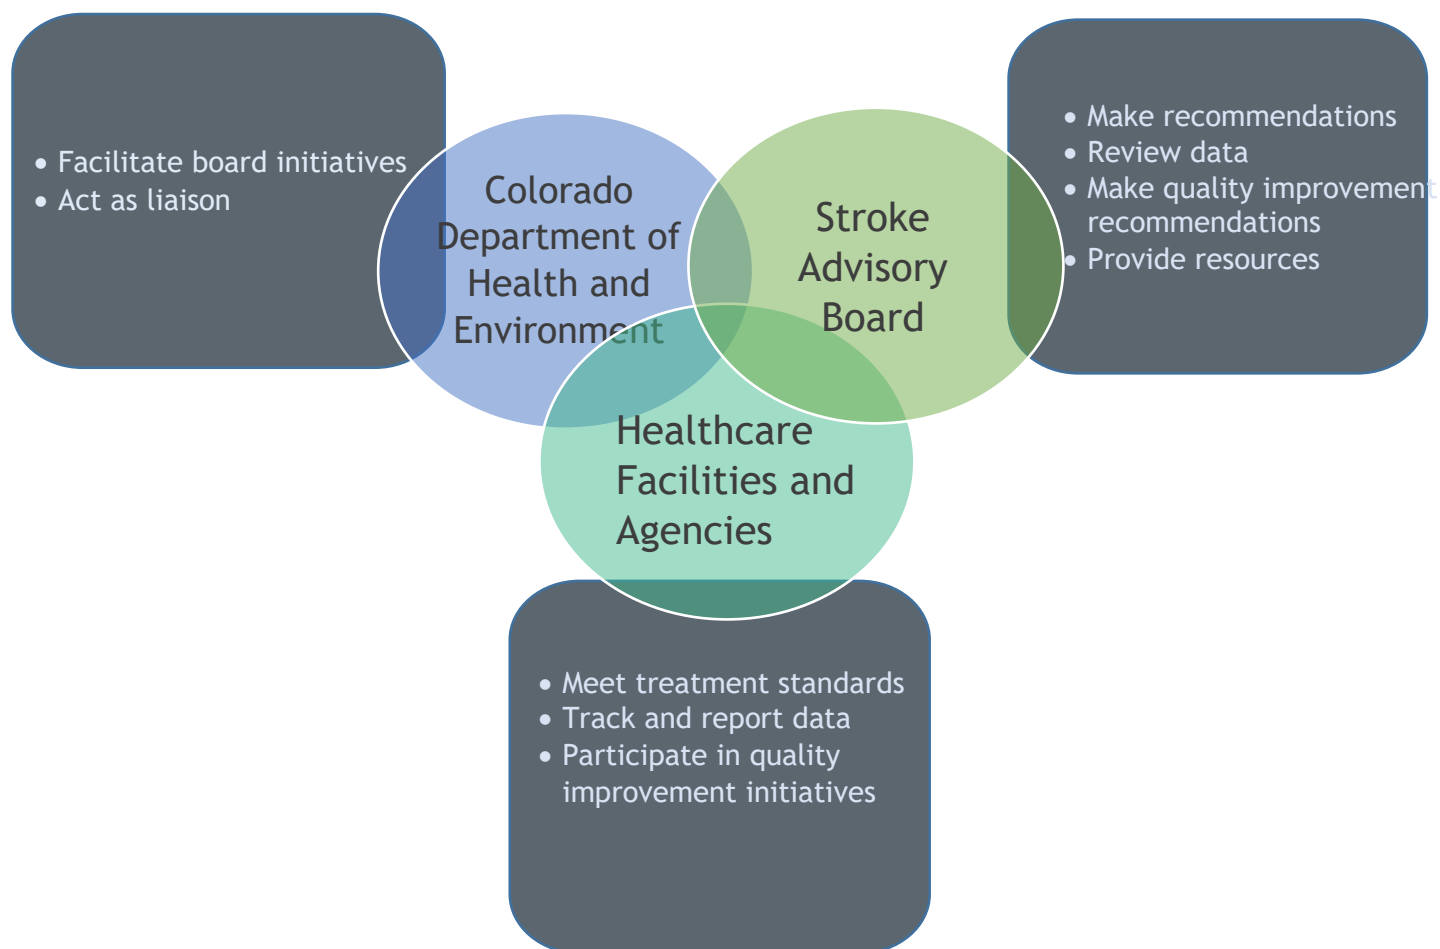 • Facilitate board initiatives
• Act as liaison
Colorado
Department of
Health and
Environment
Stroke
Advisory
Board
• Make recommendations
• Review data
• Make quality improvement
recommendations
• Provide resources
Healthcare
Facilities and
Agencies
• Meet treatment standards
• Track and report data
• Participate in quality
improvement initiatives